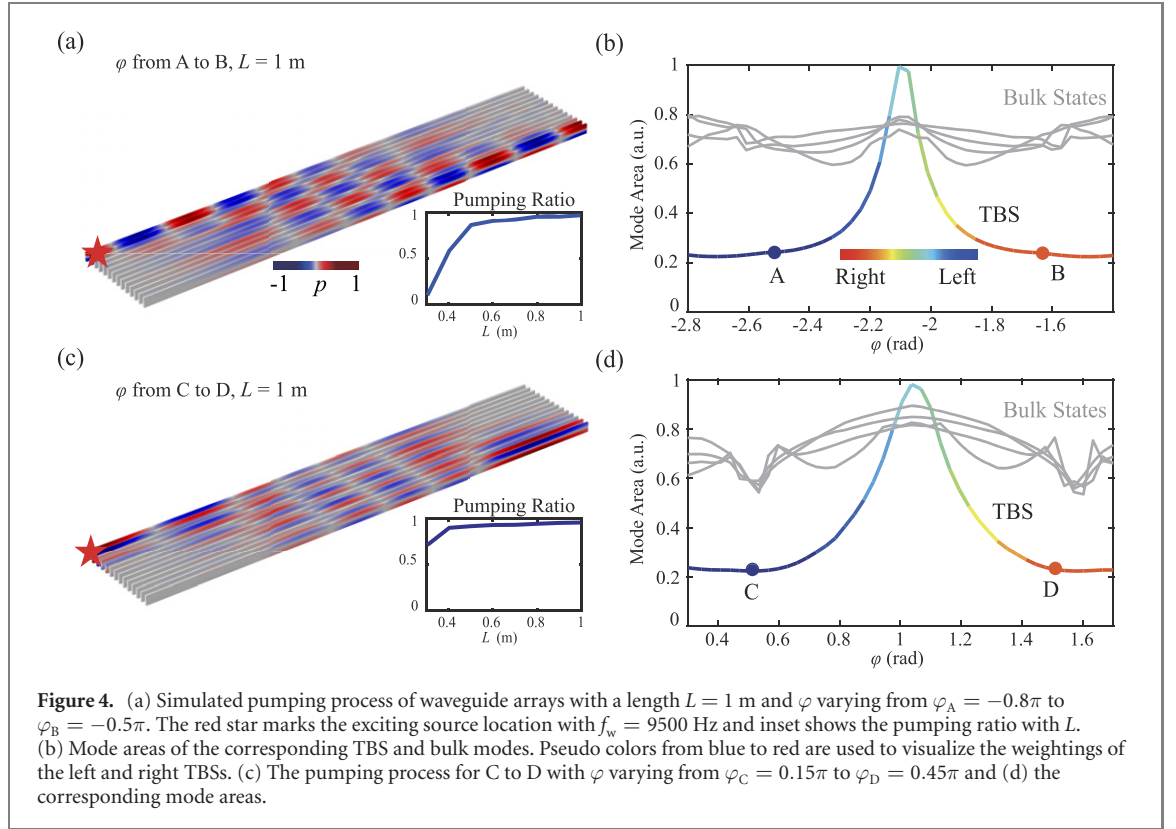 (a)
φ from A to B, L = 1 m
Pumping Ratio
1
0.5
0
0.4
0.6
0.8
1
L (m)
-1 p 1
(b)
1
0.8
0.6
0.4
0.2
0
Mode Area (a.u.)
Bulk States
TBS
A
B
Right Left
-2.8 -2.6 -2.4 -2.2 -2 -1.8 -1.6
φ (rad)
(c)
φ from C to D, L = 1 m
Pumping Ratio
1
0.5
0
0.4
0.6
0.8
1
L (m)
(d)
1
0.8
0.6
0.4
0.2
0
Mode Area (a.u.)
Bulk States
TBS
C
D
0.4 0.6 0.8 1 1.2 1.4 1.6
φ (rad)
Figure 4. (a) Simulated pumping process of waveguide arrays with a length L = 1 m and φ varying from φA = −0.8π to
φB = −0.5π. The red star marks the exciting source location with fw = 9500 Hz and inset shows the pumping ratio with L.
(b) Mode areas of the corresponding TBS and bulk modes. Pseudo colors from blue to red are used to visualize the weightings of
the left and right TBSs. (c) The pumping process for C to D with φ varying from φC = 0.15π to φD = 0.45π and (d) the
corresponding mode areas.